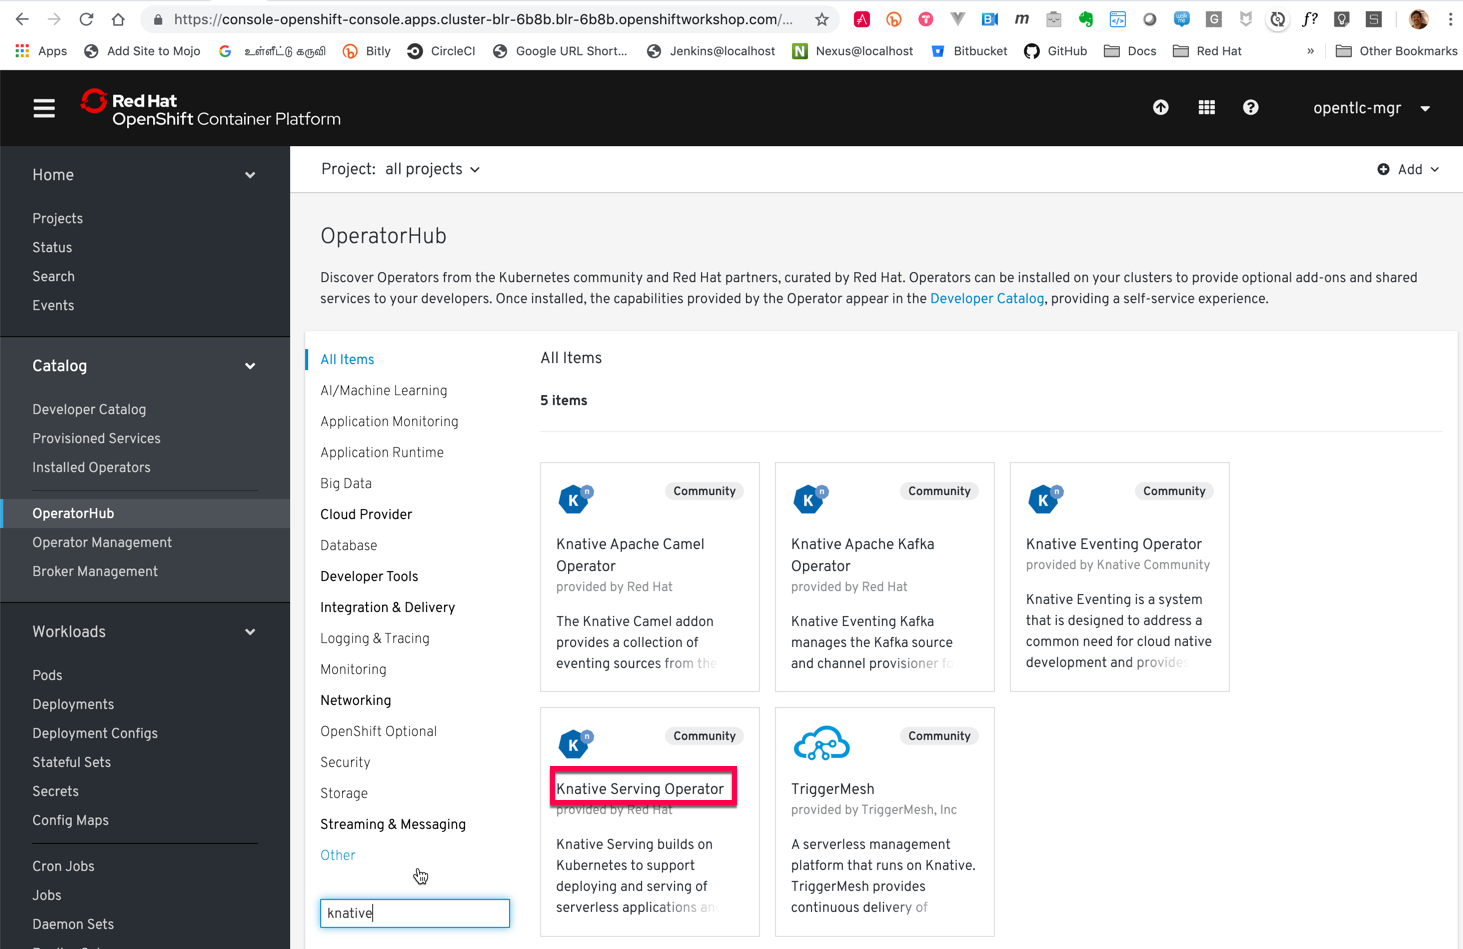 https://console-openshift-console.apps.cluster-blr-6b8b.blr-6b8b.openshiftworkshop.com/...
Apps
Add Site to Mojo
உள்ளீட்டு கருவி
Bitly
CircleCI
Google URL Short...
Jenkins@localhost
Nexus@localhost
Bitbucket
GitHub
Docs
Red Hat
»
Other Bookmarks
Red Hat
OpenShift Container Platform
opentlc-mgr
Home
Projects
Status
Search
Events
Catalog
Developer Catalog
Provisioned Services
Installed Operators
OperatorHub
Operator Management
Broker Management
Workloads
Pods
Deployments
Deployment Configs
Stateful Sets
Secrets
Config Maps
Cron Jobs
Jobs
Daemon Sets
Project: all projects
Add
OperatorHub
Discover Operators from the Kubernetes community and Red Hat partners, curated by Red Hat. Operators can be installed on your clusters to provide optional add-ons and shared
services to your developers. Once installed, the capabilities provided by the Operator appear in the Developer Catalog, providing a self-service experience.
All Items
AI/Machine Learning
Application Monitoring
Application Runtime
Big Data
Cloud Provider
Database
Developer Tools
Integration & Delivery
Logging & Tracing
Monitoring
Networking
OpenShift Optional
Security
Storage
Streaming & Messaging
Other
knative
All Items
5 items
Community
Knative Apache Camel
Operator
provided by Red Hat
The Knative Camel addon
provides a collection of
eventing sources from the
Community
Knative Apache Kafka
Operator
provided by Red Hat
Knative Eventing Kafka
manages the Kafka source
and channel provisioner fo
Community
Knative Eventing Operator
provided by Knative Community
Knative Eventing is a system
that is designed to address a
common need for cloud native
development and provides
Community
Knative Serving Operator
provided by Red Hat
Knative Serving builds on
Kubernetes to support
deploying and serving of
serverless applications an
Community
TriggerMesh
provided by TriggerMesh, Inc
A serverless management
platform that runs on Knative.
TriggerMesh provides
continuous delivery of